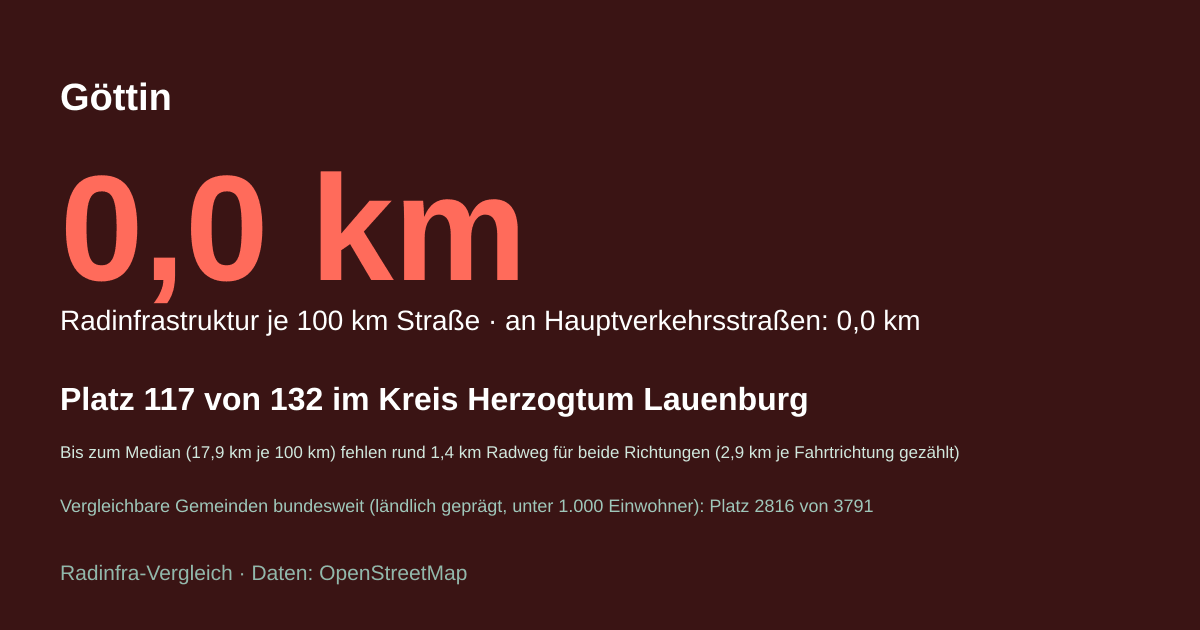 Göttin
0,0 km
Radinfrastruktur je 100 km Straße · an Hauptverkehrsstraßen: 0,0 km
Platz 117 von 132 im Kreis Herzogtum Lauenburg
Bis zum Median (17,9 km je 100 km) fehlen rund 1,4 km Radweg für beide Richtungen (2,9 km je Fahrtrichtung gezählt)
Vergleichbare Gemeinden bundesweit (ländlich geprägt, unter 1.000 Einwohner): Platz 2816 von 3791
Radinfra-Vergleich · Daten: OpenStreetMap